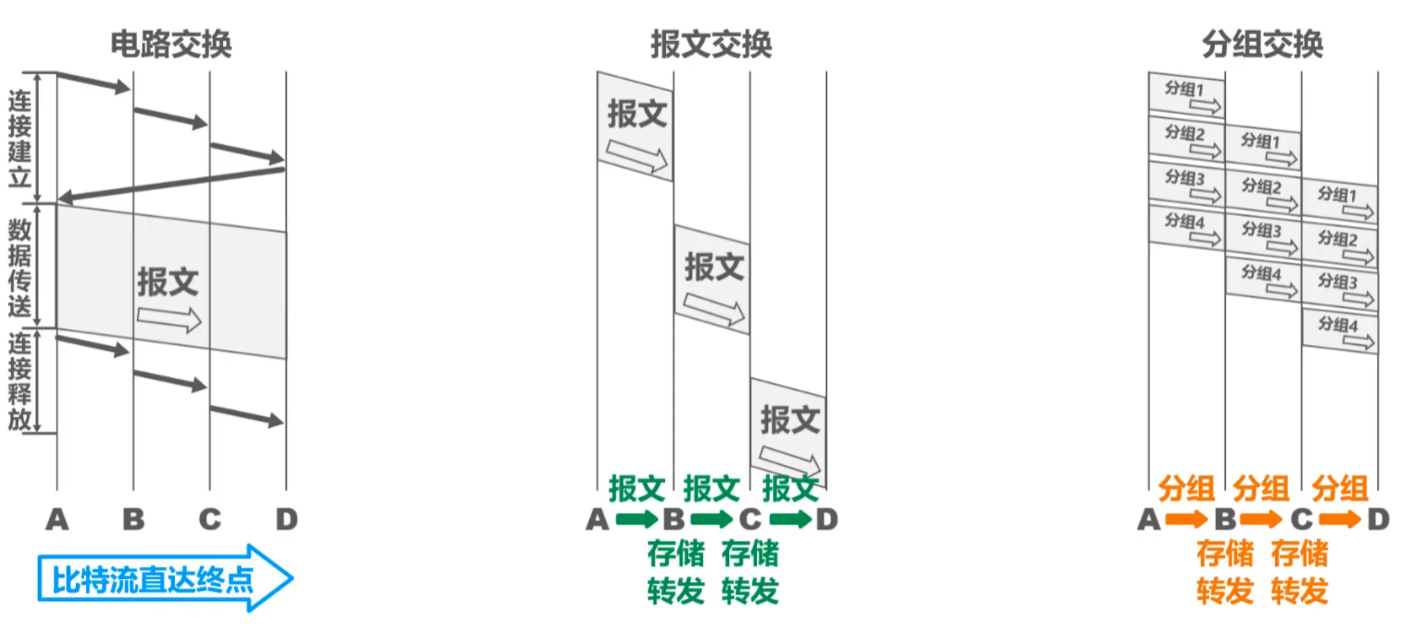 电路交换
连接建立
数据传送
连接释放
报文
A B C D
比特流直达终点
报文交换
报文
报文
报文
报文 报文 报文
A B C D
存储 存储
转发 转发
分组交换
分组1
分组2 分组1
分组3 分组2 分组1
分组4 分组3 分组2
分组4 分组3
分组4
分组 分组 分组
A B C D
存储 存储
转发 转发